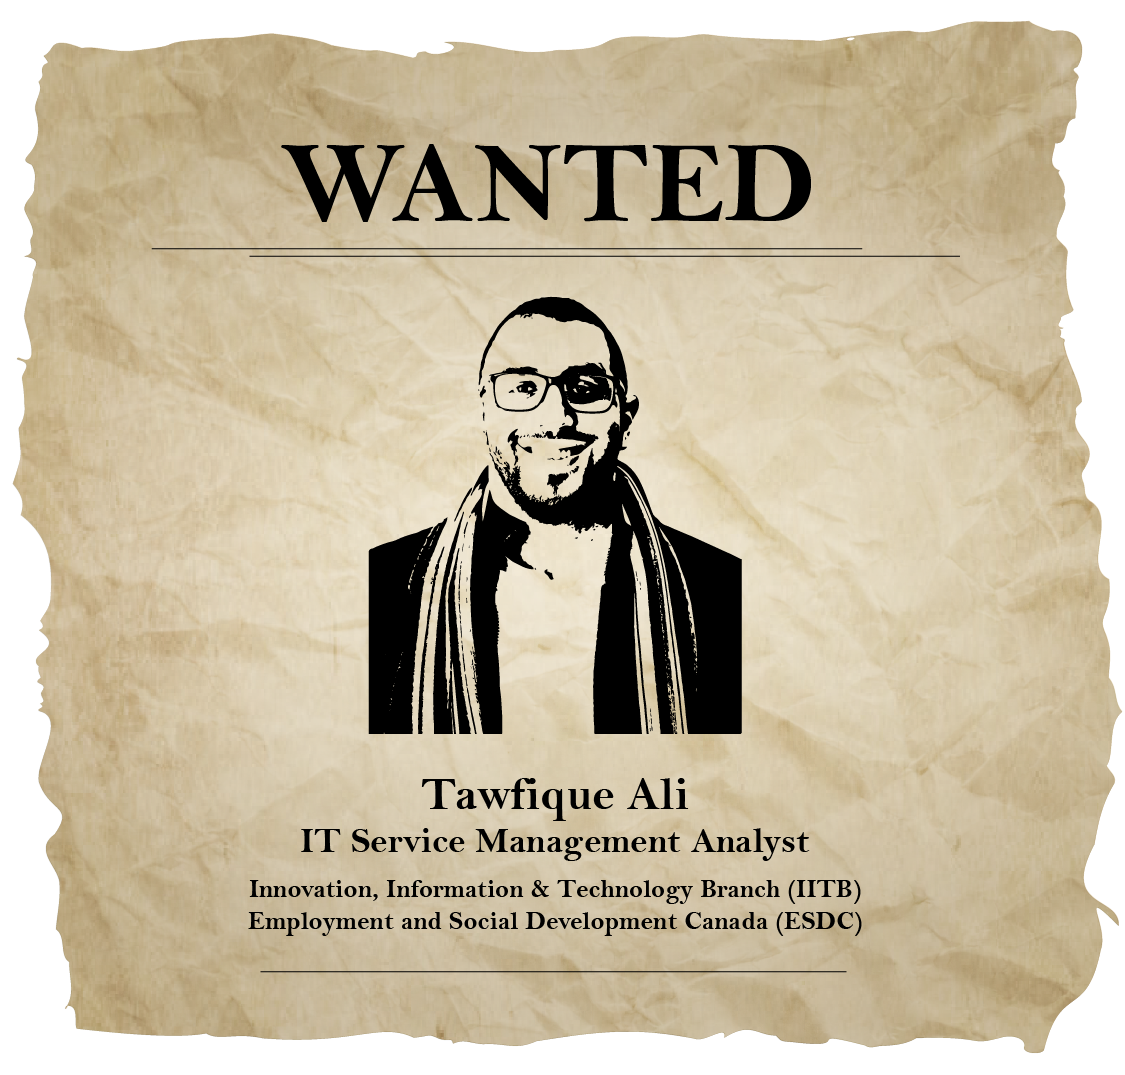 WANTED
Tawfique Ali
IT Service Management Analyst
Innovation, Information & Technology Branch (IITB)
Employment and Social Development Canada (ESDC)